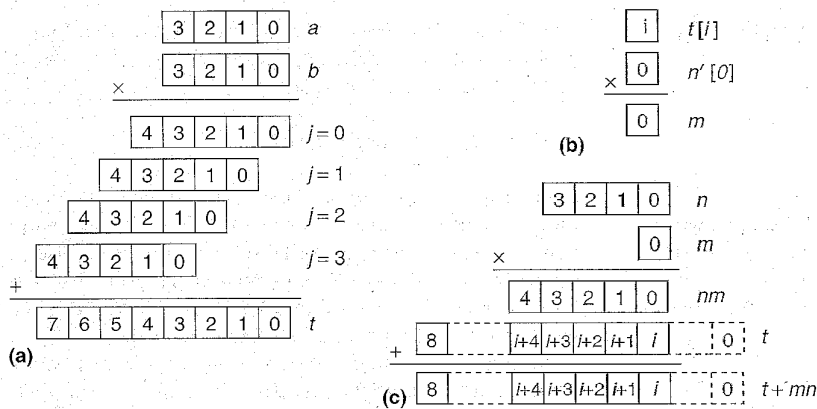 3 2 1 0 a
3 2 1 0 b
×
4 3 2 1 0 j=0
4 3 2 1 0 j=1
4 3 2 1 0 j=2
4 3 2 1 0 j=3
+
7 6 5 4 3 2 1 0 t
(a)
i t[i]
× 0 n'[0]
0 m
(b)
3 2 1 0 n
× 0 m
4 3 2 1 0 nm
+ 8 i+4 i+3 i+2 i+1 i 0 t
(c) 8 i+4 i+3 i+2 i+1 i 0 t+mn